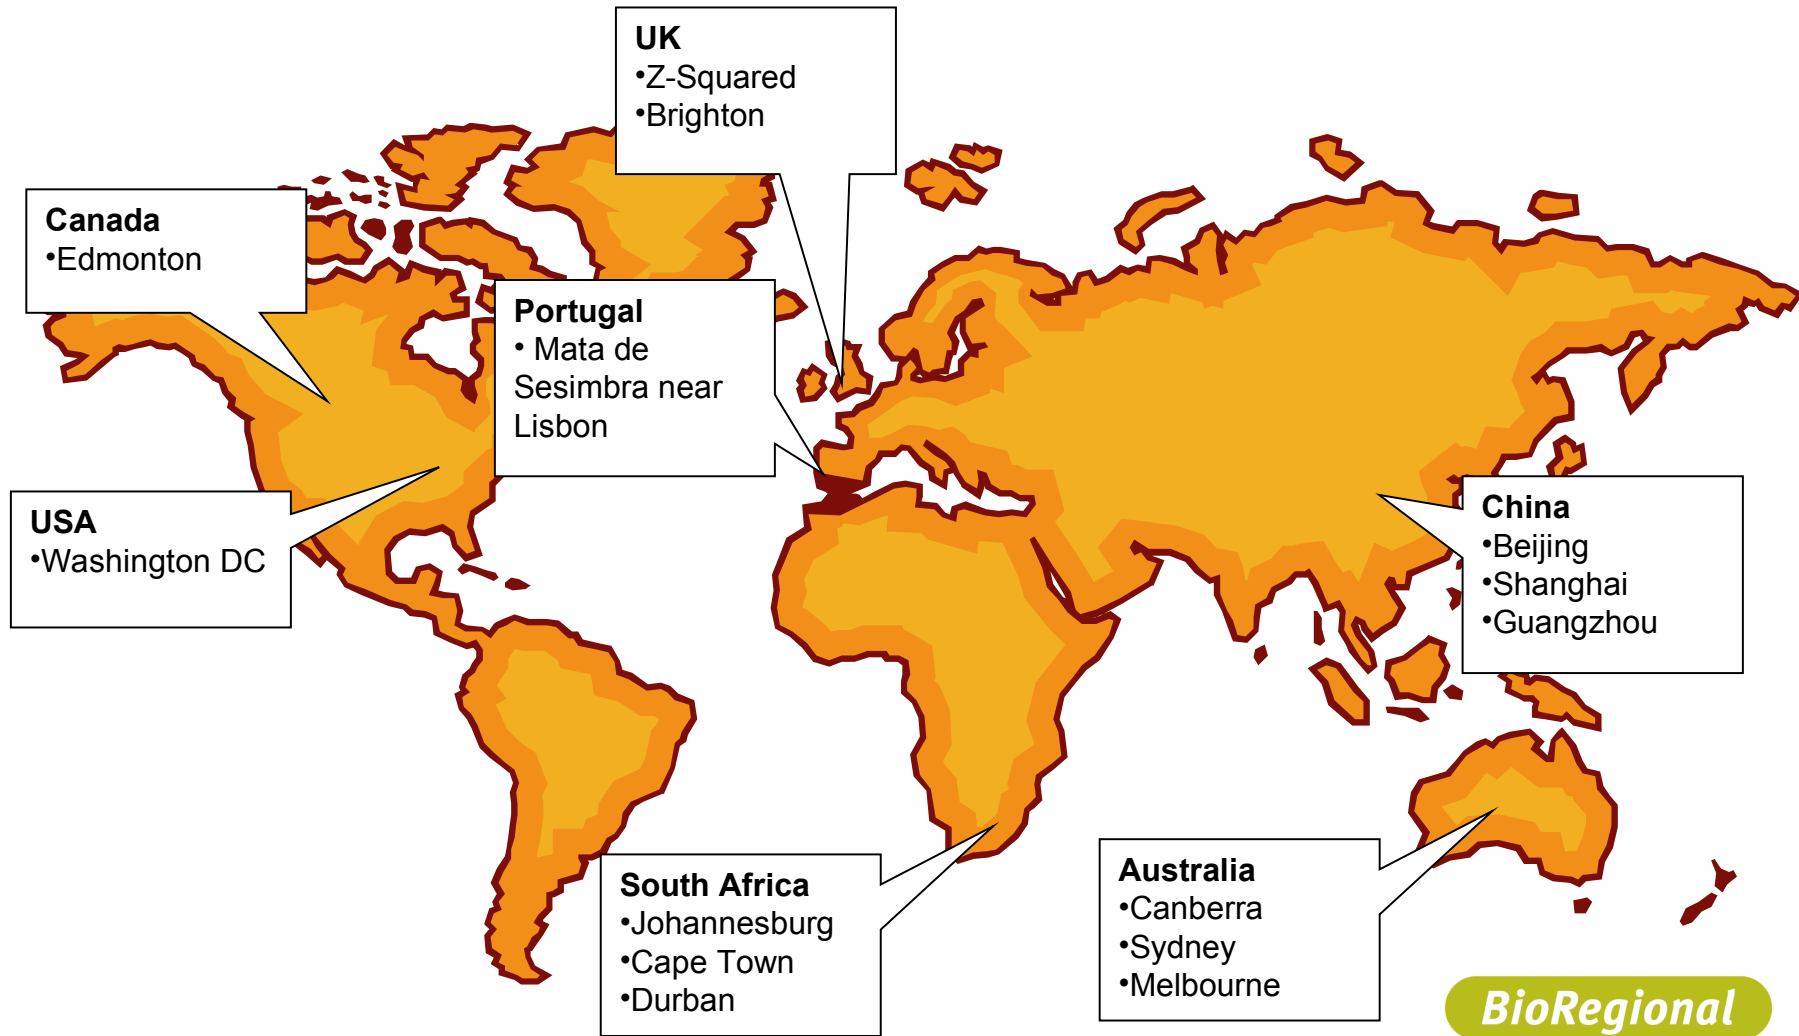 UK
•Z-Squared
•Brighton
Canada
•Edmonton
Portugal
• Mata de
Sesimbra near
Lisbon
USA
•Washington DC
China
•Beijing
•Shanghai
•Guangzhou
South Africa
•Johannesburg
•Cape Town
•Durban
Australia
•Canberra
•Sydney
•Melbourne
BioRegional